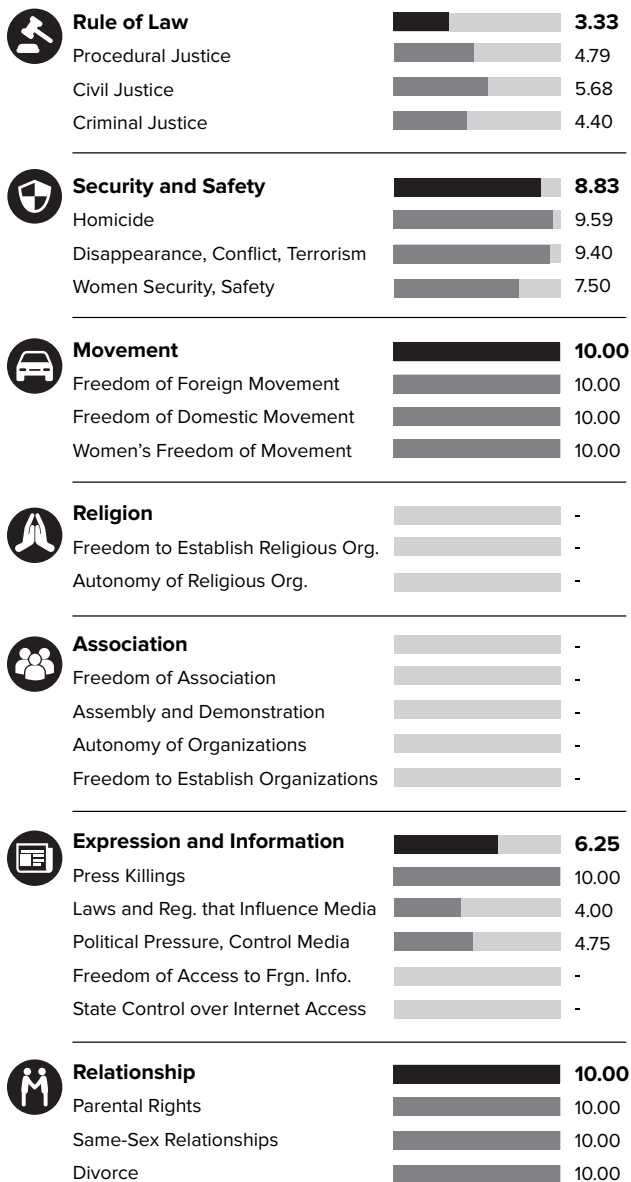 Rule of Law 3.33
Procedural Justice 4.79
Civil Justice 5.68
Criminal Justice 4.40
Security and Safety 8.83
Homicide 9.59
Disappearance, Conflict, Terrorism 9.40
Women Security, Safety 7.50
Movement 10.00
Freedom of Foreign Movement 10.00
Freedom of Domestic Movement 10.00
Women's Freedom of Movement 10.00
Religion -
Freedom to Establish Religious Org. -
Autonomy of Religious Org. -
Association -
Freedom of Association -
Assembly and Demonstration -
Autonomy of Organizations -
Freedom to Establish Organizations -
Expression and Information 6.25
Press Killings 10.00
Laws and Reg. that Influence Media 4.00
Political Pressure, Control Media 4.75
Freedom of Access to Frgn. Info. -
State Control over Internet Access -
Relationship 10.00
Parental Rights 10.00
Same-Sex Relationships 10.00
Divorce 10.00